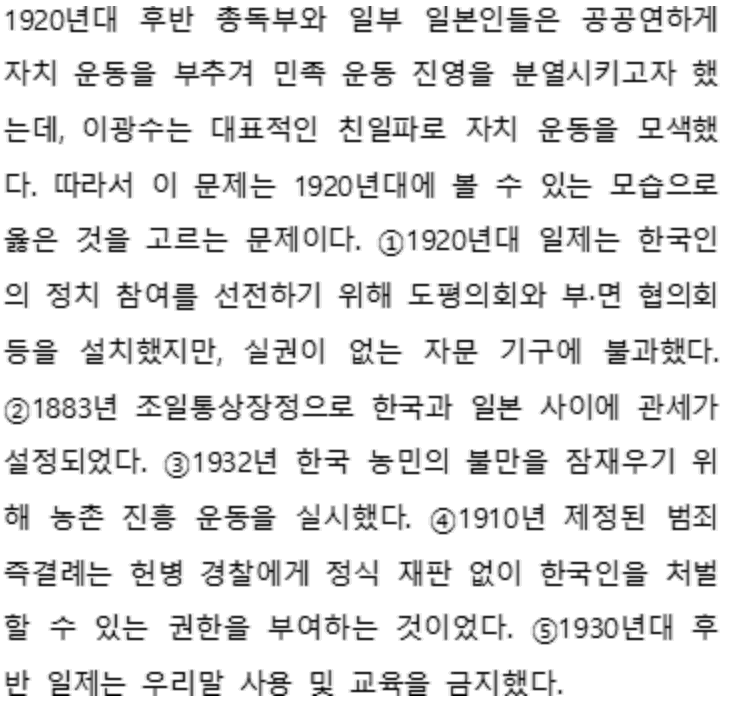 1920년대 후반 총독부와 일부 일본인들은 공공연하게
자치 운동을 부추겨 민족 운동 진영을 분열시키고자 했
는데, 이광수는 대표적인 친일파로 자치 운동을 모색했
다. 따라서 이 문제는 1920년대에 볼 수 있는 모습으로
옳은 것을 고르는 문제이다. ①1920년대 일제는 한국인
의 정치 참여를 선전하기 위해 도평의회와 부·면 협의회
등을 설치했지만, 실권이 없는 자문 기구에 불과했다.
②1883년 조일통상장정으로 한국과 일본 사이에 관세가
설정되었다. ③1932년 한국 농민의 불만을 잠재우기 위
해 농촌 진흥 운동을 실시했다. ④1910년 제정된 범죄
즉결례는 헌병 경찰에게 정식 재판 없이 한국인을 처벌
할 수 있는 권한을 부여하는 것이었다. ⑤1930년대 후
반 일제는 우리말 사용 및 교육을 금지했다.